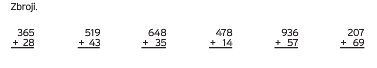 Zbroji.
365 519 648 478 936 207
+ 28 + 43 + 35 + 14 + 57 + 69